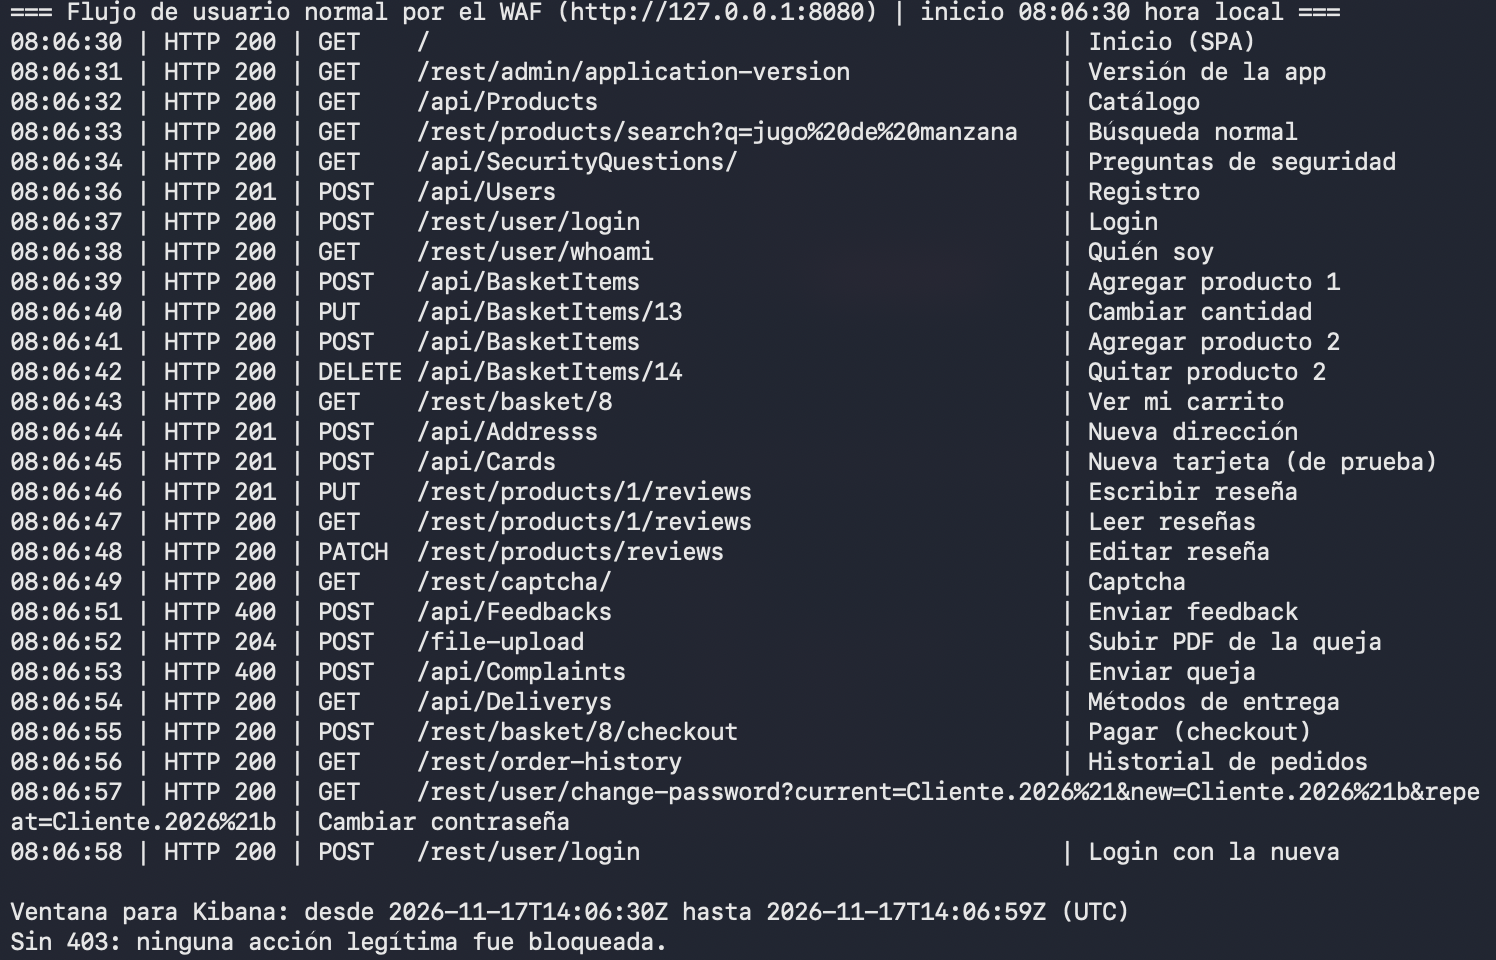 === Flujo de usuario normal por el WAF (http://127.0.0.1:8080) | inicio 08:06:30 hora local ===
08:06:30 | HTTP 200 | GET    /                                              | Inicio (SPA)
08:06:31 | HTTP 200 | GET    /rest/admin/application-version               | Versión de la app
08:06:32 | HTTP 200 | GET    /api/Products                                 | Catálogo
08:06:33 | HTTP 200 | GET    /rest/products/search?q=jugo%20de%20manzana   | Búsqueda normal
08:06:34 | HTTP 200 | GET    /api/SecurityQuestions/                       | Preguntas de seguridad
08:06:36 | HTTP 201 | POST   /api/Users                                    | Registro
08:06:37 | HTTP 200 | POST   /rest/user/login                              | Login
08:06:38 | HTTP 200 | GET    /rest/user/whoami                             | Quién soy
08:06:39 | HTTP 200 | POST   /api/BasketItems                              | Agregar producto 1
08:06:40 | HTTP 200 | PUT    /api/BasketItems/13                           | Cambiar cantidad
08:06:41 | HTTP 200 | POST   /api/BasketItems                              | Agregar producto 2
08:06:42 | HTTP 200 | DELETE /api/BasketItems/14                           | Quitar producto 2
08:06:43 | HTTP 200 | GET    /rest/basket/8                                | Ver mi carrito
08:06:44 | HTTP 201 | POST   /api/Addresss                                 | Nueva dirección
08:06:45 | HTTP 201 | POST   /api/Cards                                    | Nueva tarjeta (de prueba)
08:06:46 | HTTP 201 | PUT    /rest/products/1/reviews                      | Escribir reseña
08:06:47 | HTTP 200 | GET    /rest/products/1/reviews                      | Leer reseñas
08:06:48 | HTTP 200 | PATCH  /rest/products/reviews                        | Editar reseña
08:06:49 | HTTP 200 | GET    /rest/captcha/                                | Captcha
08:06:51 | HTTP 400 | POST   /api/Feedbacks                                | Enviar feedback
08:06:52 | HTTP 204 | POST   /file-upload                                  | Subir PDF de la queja
08:06:53 | HTTP 400 | POST   /api/Complaints                               | Enviar queja
08:06:54 | HTTP 200 | GET    /api/Deliverys                                | Métodos de entrega
08:06:55 | HTTP 200 | POST   /rest/basket/8/checkout                       | Pagar (checkout)
08:06:56 | HTTP 200 | GET    /rest/order-history                           | Historial de pedidos
08:06:57 | HTTP 200 | GET    /rest/user/change-password?current=Cliente.2026%21&new=Cliente.2026%21b&repe
at=Cliente.2026%21b | Cambiar contraseña
08:06:58 | HTTP 200 | POST   /rest/user/login                              | Login con la nueva
Ventana para Kibana: desde 2026-11-17T14:06:30Z hasta 2026-11-17T14:06:59Z (UTC)
Sin 403: ninguna acción legítima fue bloqueada.